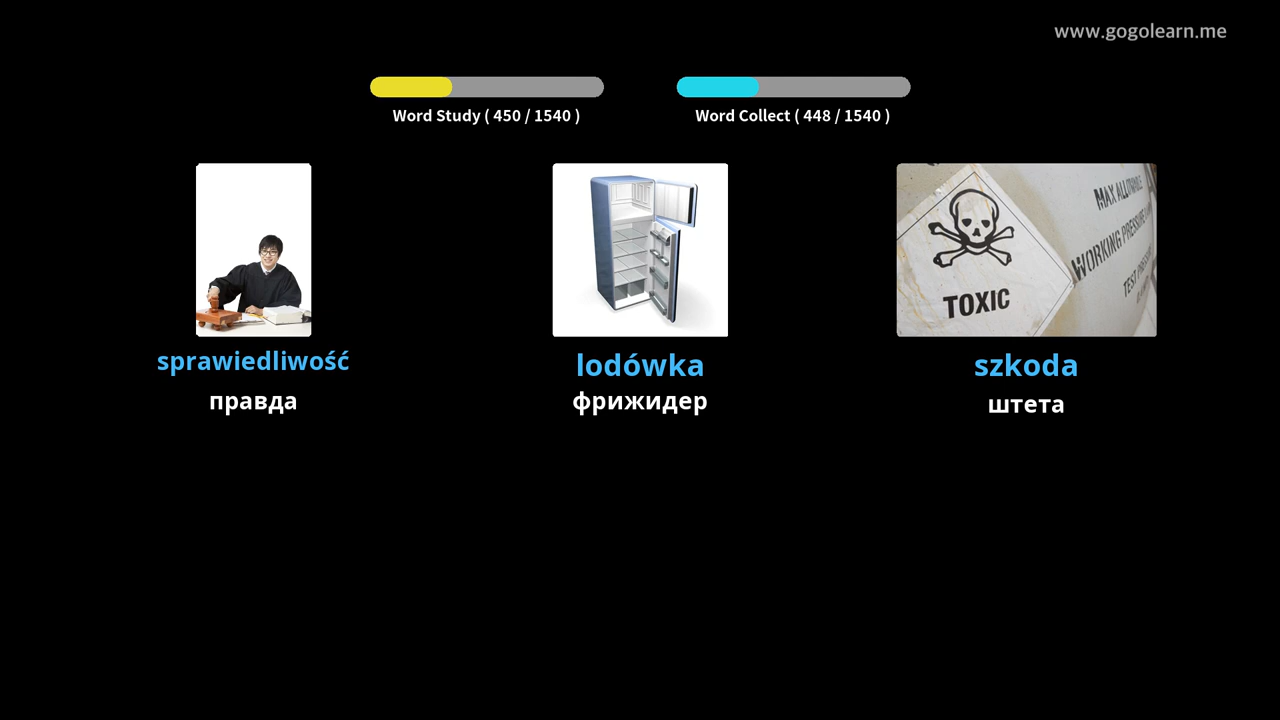 www.gogolearn.me
Word Study ( 450 / 1540 )
Word Collect ( 448 / 1540 )
MAX ALLOWABLE
WORKING PRESSURE
TEST
TOXIC
sprawiedliwość
lodówka
szkoda
правда
фрижидер
штета